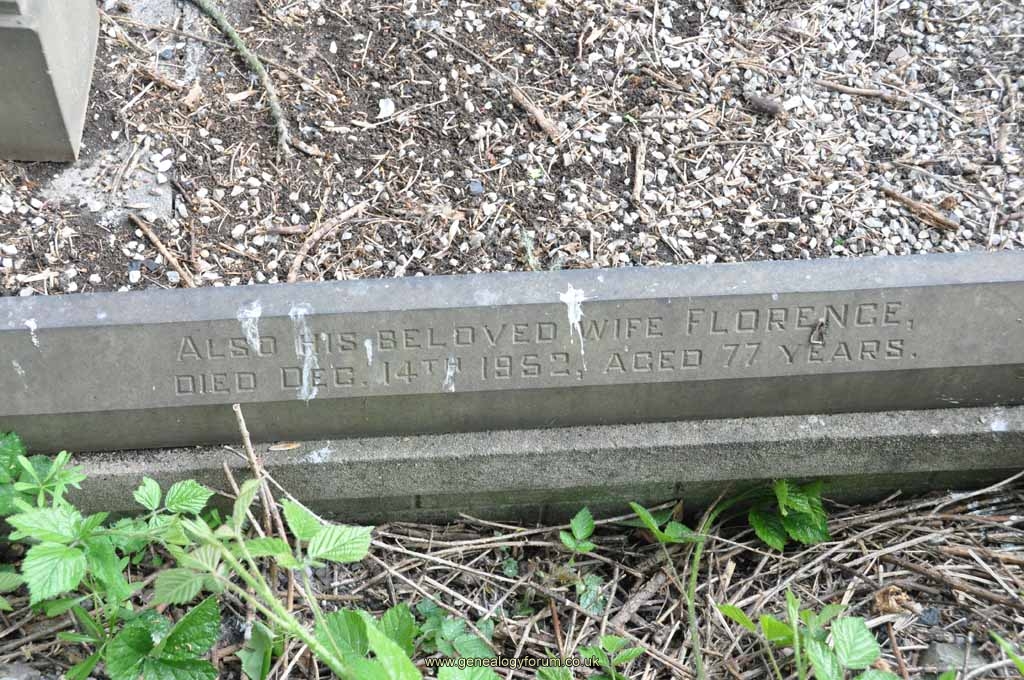 ALSO HIS BELOVED WIFE FLORENCE,
DIED DEC. 14TH 1952, AGED 77 YEARS.
www.genealogyforum.co.uk